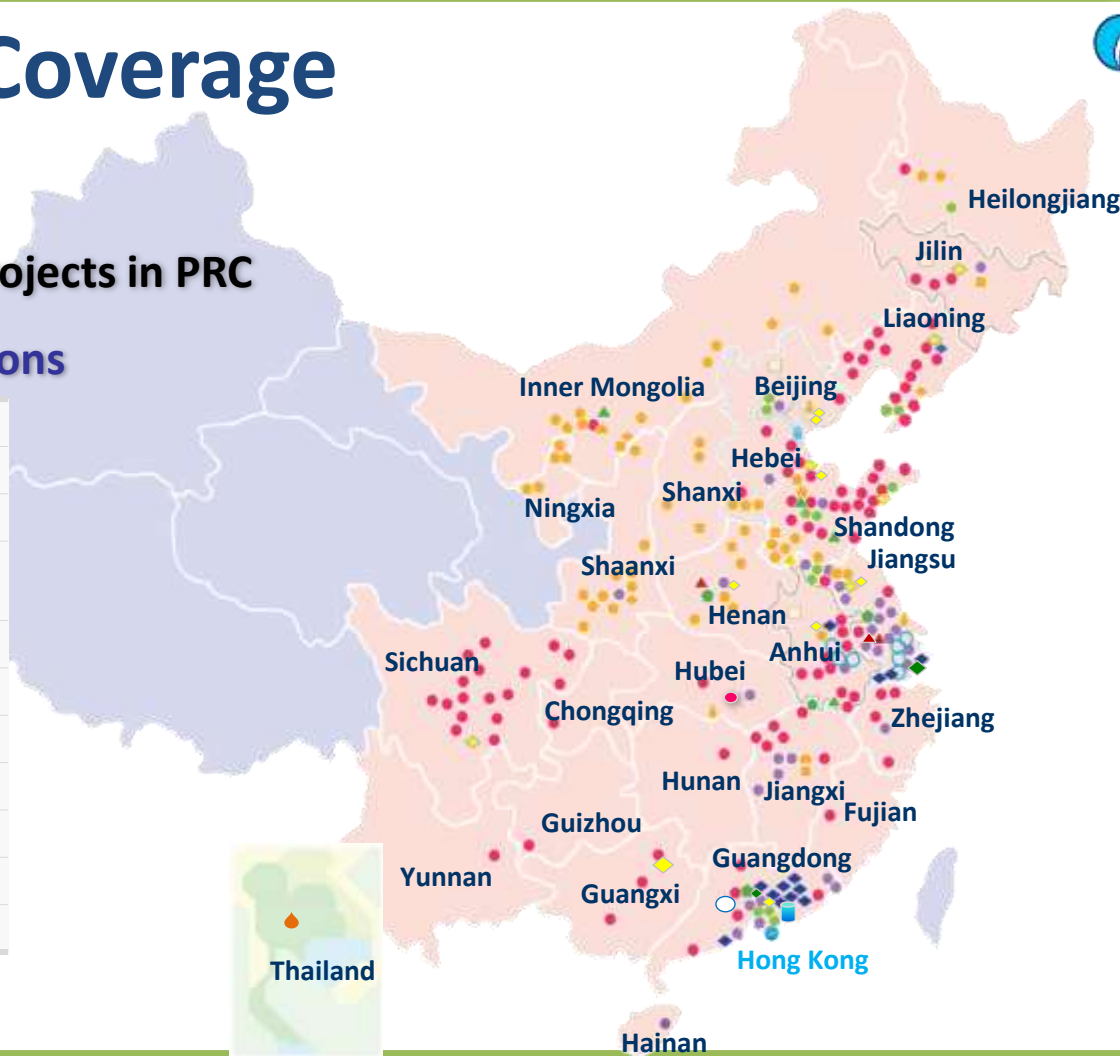 Coverage
ojects in PRC
ons
Heilongjiang
Jilin
Liaoning
Inner Mongolia
Beijing
Hebei
Shanxi
Ningxia
Shandong
Jiangsu
Shaanxi
Henan
Anhui
Sichuan
Hubei
Chongqing
Zhejiang
Hunan
Jiangxi
Fujian
Guizhou
Guangdong
Yunnan
Guangxi
Hong Kong
Thailand
Hainan